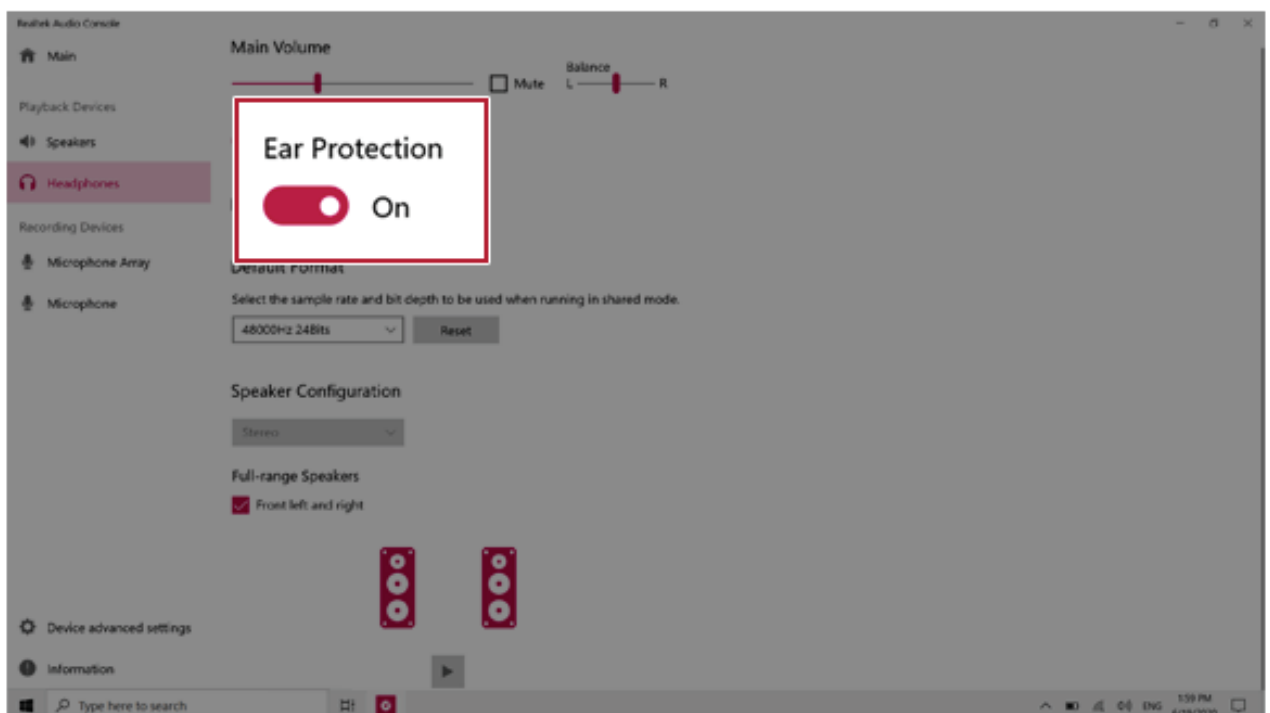 Realtek Audio Console
Main
Playback Devices
Speakers
Headphones
Recording Devices
Microphone Array
Microphone
Device advanced settings
Information
Main Volume
Mute
Balance
L R
Ear Protection
On
Default Format
Select the sample rate and bit depth to be used when running in shared mode.
48000Hz 24Bits
Reset
Speaker Configuration
Stereo
Full-range Speakers
Front left and right
Type here to search
ENG
1:59 PM